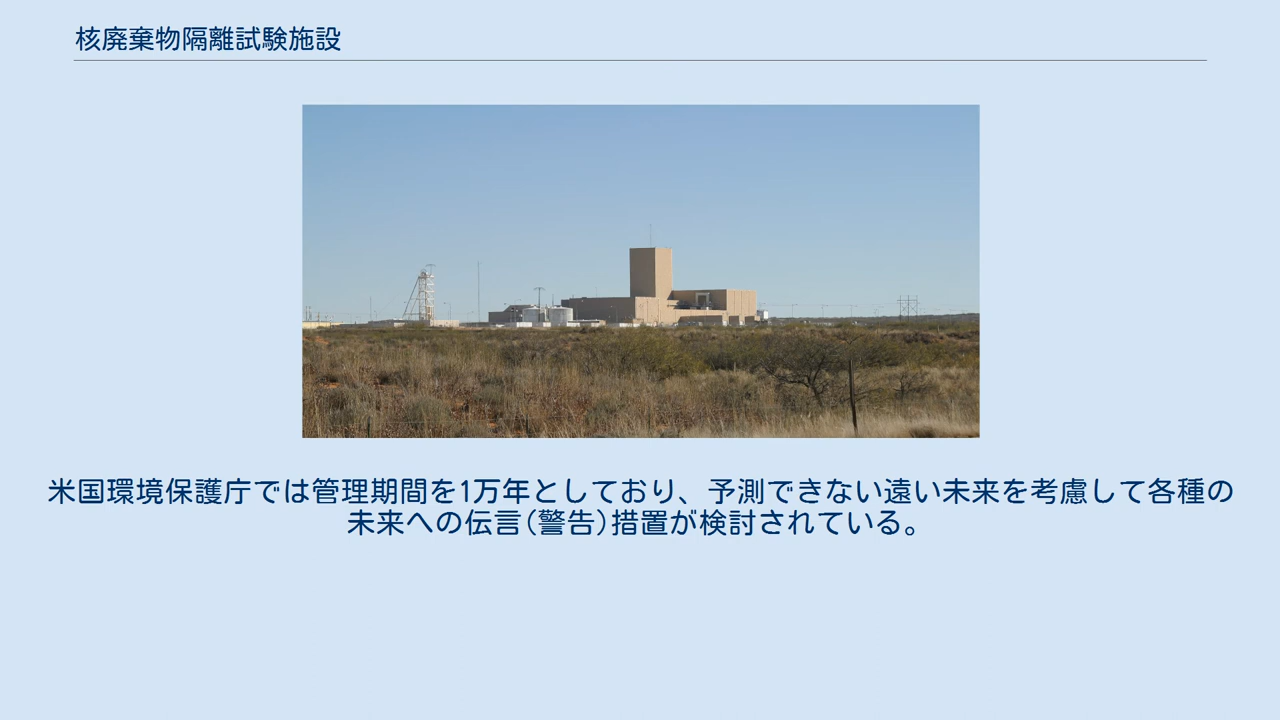 核廃棄物隔離試験施設
米国環境保護庁では管理期間を1万年としており、予測できない遠い未来を考慮して各種の
未来への伝言(警告)措置が検討されている。